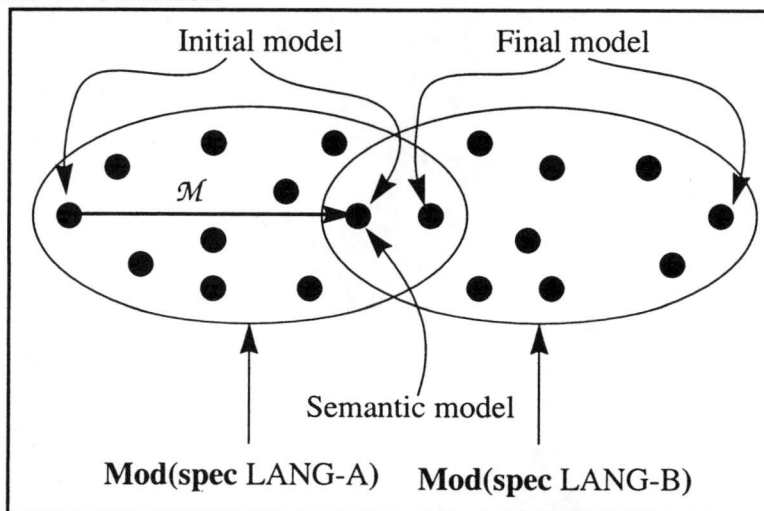 Initial model
Final model
ℳ
Semantic model
Mod(spec LANG-A)
Mod(spec LANG-B)